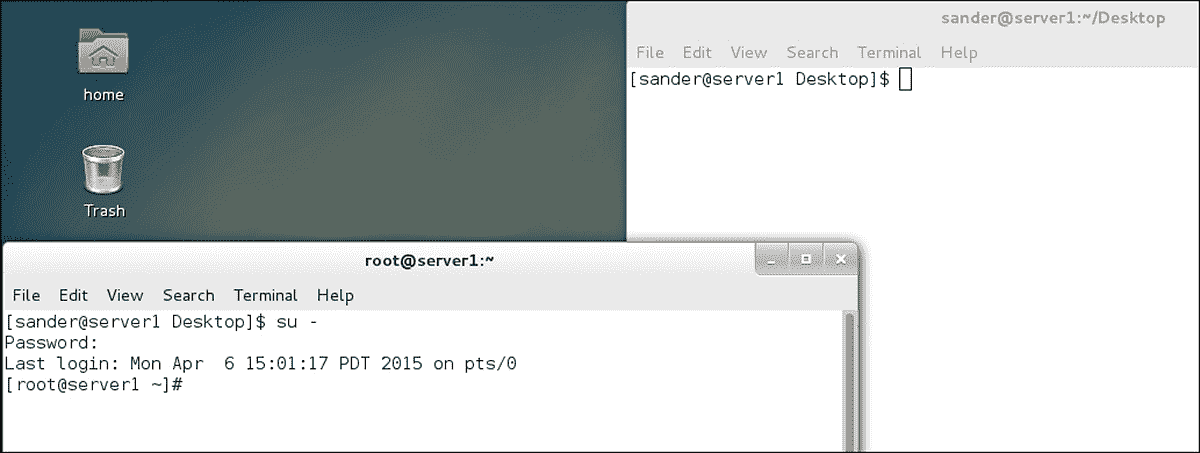 home
Trash
sander@server1:~/Desktop
File Edit View Search Terminal Help
[sander@server1 Desktop]$
root@server1:~
File Edit View Search Terminal Help
[sander@server1 Desktop]$ su -
Password:
Last login: Mon Apr  6 15:01:17 PDT 2015 on pts/0
[root@server1 ~]#